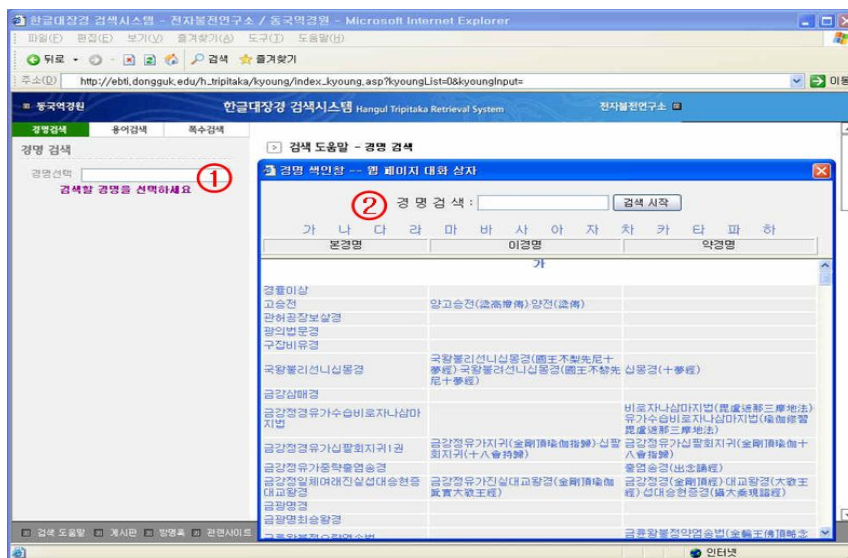 한글대장경 검색시스템 - 전자불전연구소 / 동국역경원 - Microsoft Internet Explorer
파일(F) 편집(E) 보기(V) 즐겨찾기(A) 도구(T) 도움말(H)
뒤로 검색 즐겨찾기
주소(D) http://ebti.dongguk.edu/h_tripitaka/kyoung/index_kyoung.asp?kyoungList=0&kyoungInput= 이동
동국역경원 한글대장경 검색시스템 Hangul Tripitaka Retrieval System 전자불전연구소
경명검색 용어검색 쪽수검색
경명 검색 검색 도움말 - 경명 검색
경명선택 ①
검색할 경명을 선택하세요
경명 색인창 -- 웹 페이지 대화 상자
② 경 명 검 색 : 검색 시작
가 나 다 라 마 바 사 아 자 차 카 타 파 하
본경명 이경명 약경명
가
경률이상
고승전 양고승전(梁高僧傳) 양전(梁傳)
관허공장보살경
광의법문경
구잡비유경
국왕불리선니십몽경 국왕불리선니십몽경(國王不梨先尼十
夢經) 국왕불려선니십몽경(國王不黎先 십몽경(十夢經)
尼十夢經)
금강삼매경
금강정경유가수습비로자나삼마
지법
비로자나삼마지법(毘盧遮那三摩地法)
유가수습비로자나삼마지법(瑜伽修習
毘盧遮那三摩地法)
금강정경유가십팔회지귀1권 금강정유가지귀(金剛頂瑜伽指歸) 십팔 금강정유가십팔회지귀(金剛頂瑜伽十
회지귀 八會指歸)
금강정유가중략출염송경 출염송경(出念誦經)
금강정일체여래진실섭대승현증 금강정유가진실대교왕경(金剛頂瑜伽 금강정경(金剛頂經) 대교왕경
대교왕경 섭대승현증경
금광명경
금광명최승왕경
검색 도움말 게시판 방명록 관련사이트
인터넷